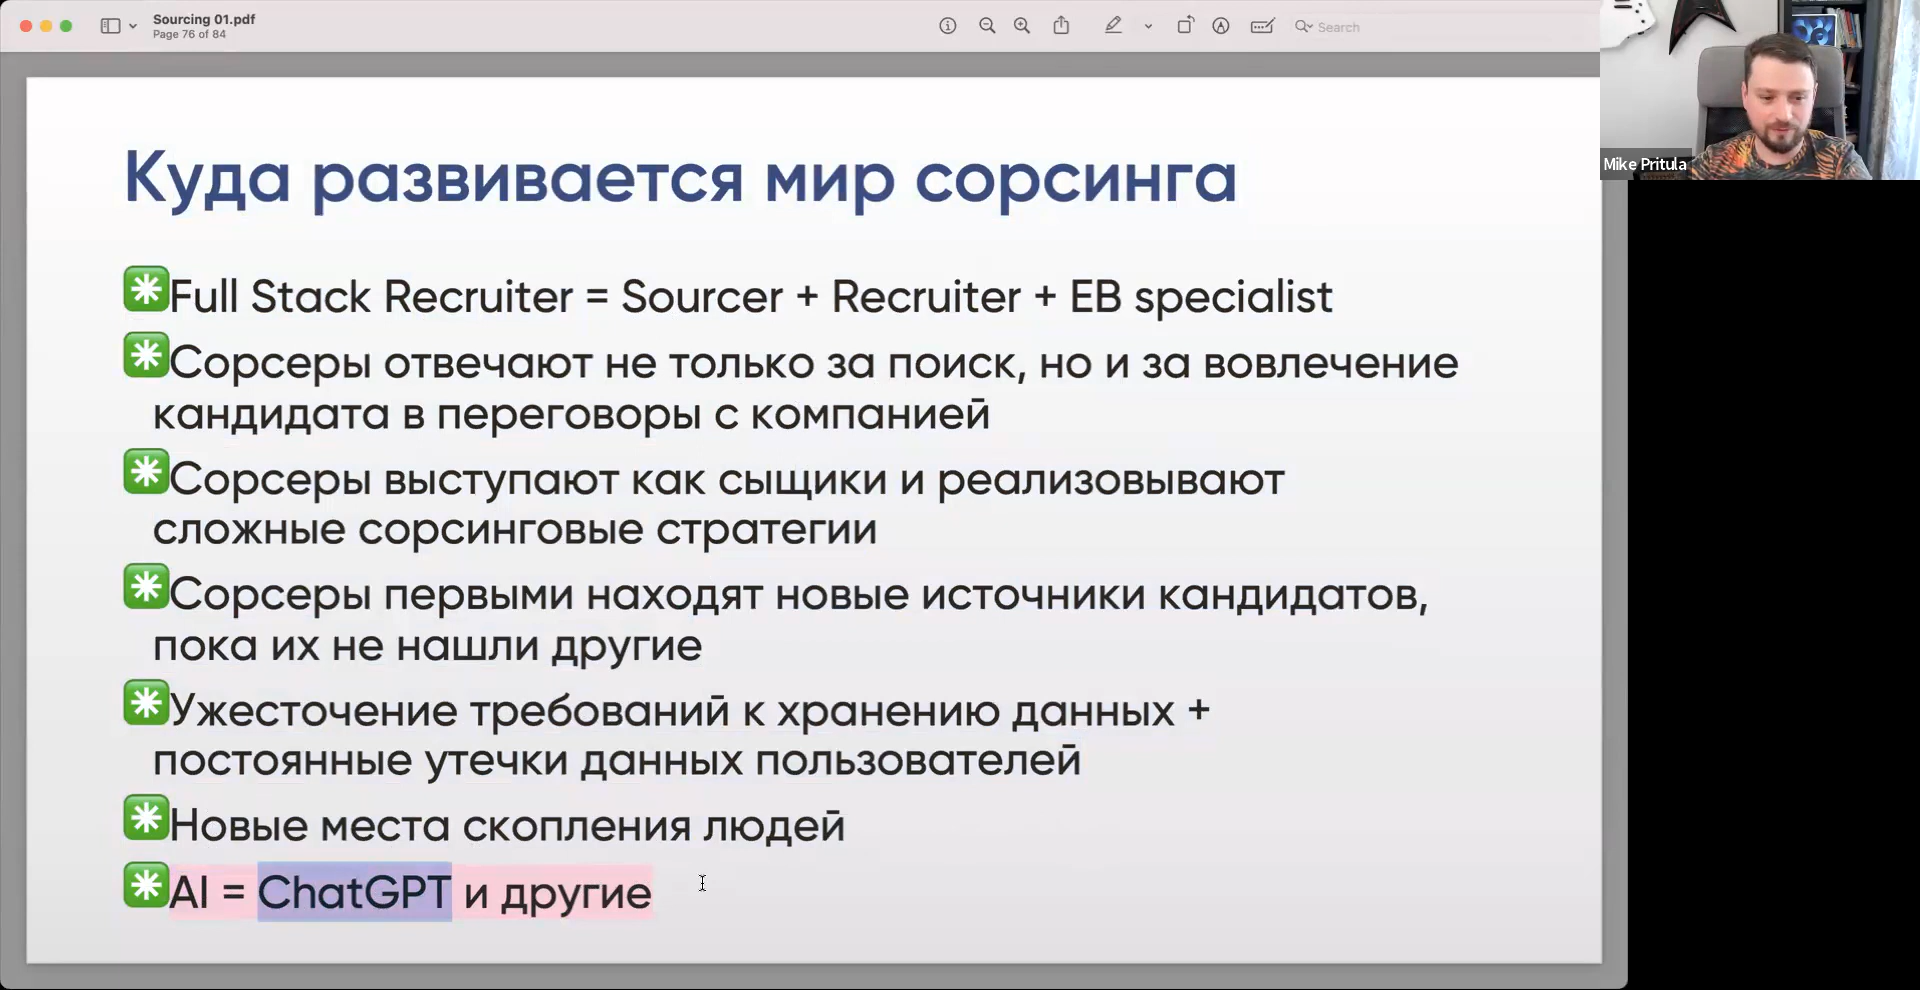 Sourcing 01.pdf
Page 76 of 84
Search
Mike Pritula
Куда развивается мир сорсинга
Full Stack Recruiter = Sourcer + Recruiter + EB specialist
Сорсеры отвечают не только за поиск, но и за вовлечение
кандидата в переговоры с компанией
Сорсеры выступают как сыщики и реализовывают
сложные сорсинговые стратегии
Сорсеры первыми находят новые источники кандидатов,
пока их не нашли другие
Ужесточение требований к хранению данных +
постоянные утечки данных пользователей
Новые места скопления людей
AI = ChatGPT и другие